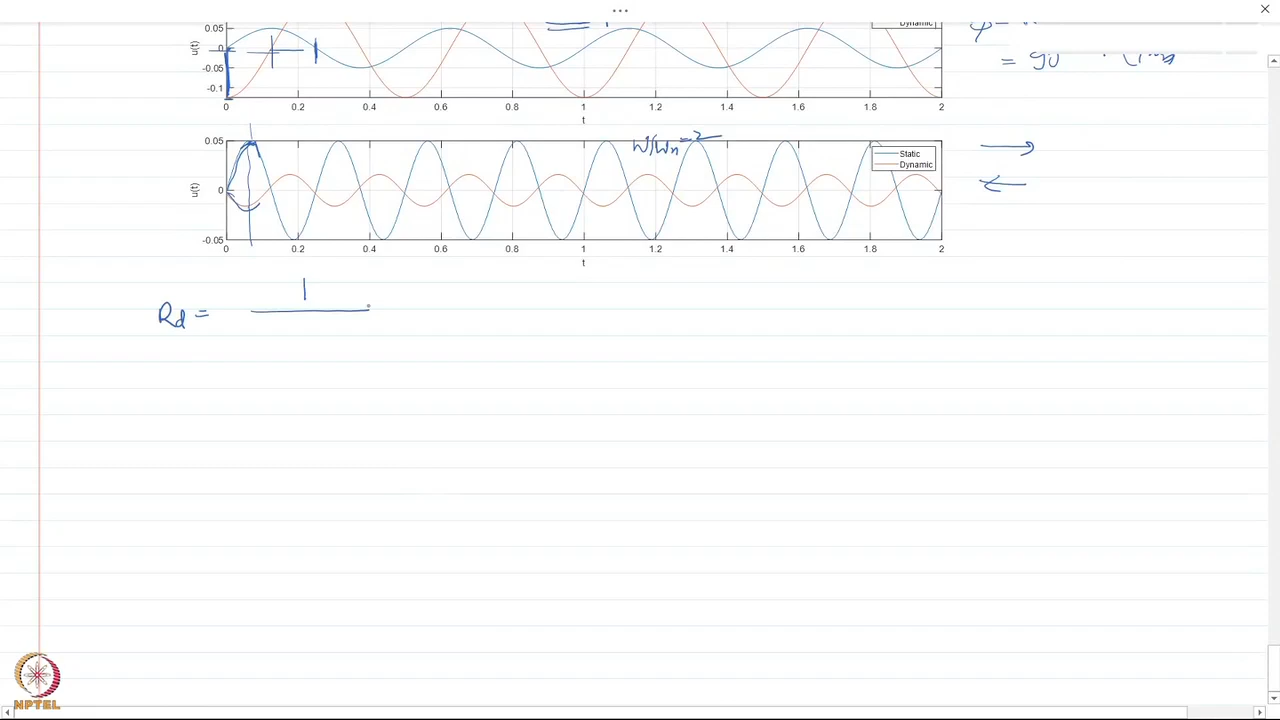 Dynamic
0.05
0
-0.05
-0.1
u(t)
0 0.2 0.4 0.6 0.8 1 1.2 1.4 1.6 1.8 2
t
= 90
0.05
0
-0.05
u(t)
W/Wn = 2
Static
Dynamic
0 0.2 0.4 0.6 0.8 1 1.2 1.4 1.6 1.8 2
t
Rd = 1
NPTEL